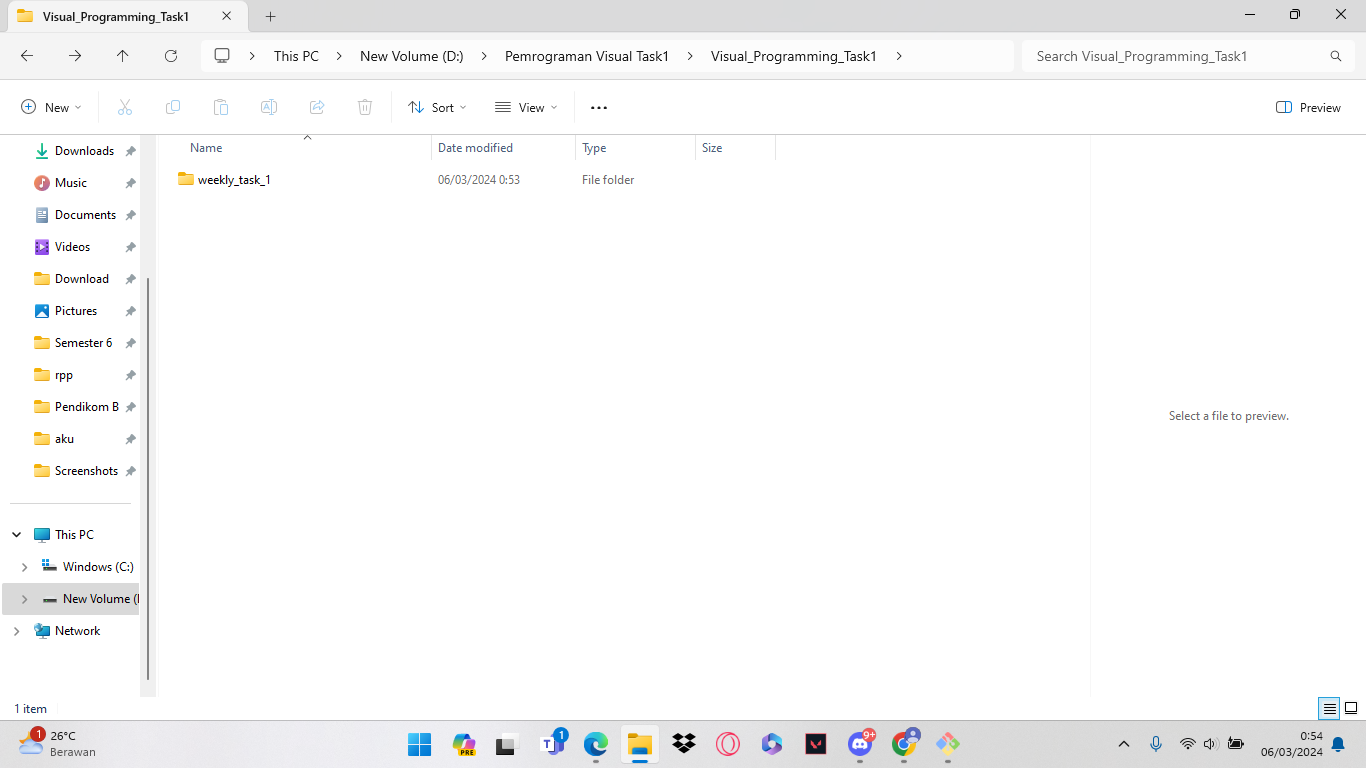 Visual_Programming_Task1
This PC > New Volume (D:) > Pemrograman Visual Task1 > Visual_Programming_Task1 >
Search Visual_Programming_Task1
New
Sort
View
Preview
Downloads
Music
Documents
Videos
Download
Pictures
Semester 6
rpp
Pendikom B
aku
Screenshots
This PC
Windows (C:)
New Volume (
Network
Name Date modified Type Size
weekly_task_1 06/03/2024 0:53 File folder
Select a file to preview.
1 item
1
26°C
Berawan
PRE
1
9+
0:54
06/03/2024